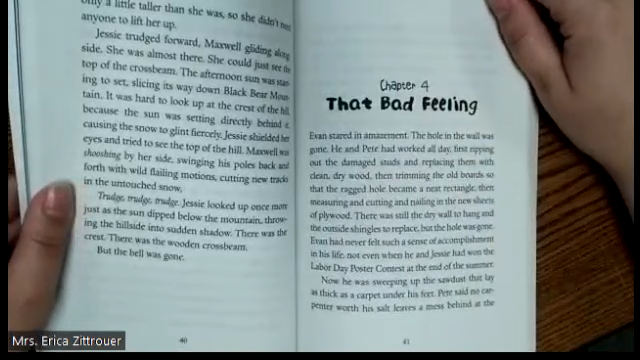 only a little taller than she was, so she didn't need
anyone to lift her up.
Jessie trudged forward, Maxwell gliding along
side. She was almost there. She could just see the
top of the crossbeam. The afternoon sun was start-
ing to set, slicing its way down Black Bear Moun-
tain. It was hard to look up at the crest of the hill
because the sun was setting directly behind it,
causing the snow to glint fiercely. Jessie shielded her
eyes and tried to see the top of the hill. Maxwell was
shooshing by her side, swinging his poles back and
forth with wild flailing motions, cutting new tracks
in the untouched snow.
Trudge, trudge, trudge. Jessie looked up once more
just as the sun dipped below the mountain, throw-
ing the hillside into sudden shadow. There was the
crest. There was the wooden crossbeam.
But the bell was gone.
40
Chapter 4
That Bad Feeling
Evan stared in amazement. The hole in the wall was
gone. He and Pete had worked all day, first ripping
out the damaged studs and replacing them with
clean, dry wood, then trimming the old boards so
that the ragged hole became a neat rectangle, then
measuring and cutting and nailing in the new sheets
of plywood. There was still the dry wall to hang and
the outside shingles to replace, but the hole was gone.
Evan had never felt such a sense of accomplishment
in his life, not even when he and Jessie had won the
Labor Day Poster Contest at the end of the summer.
Now he was sweeping up the sawdust that lay
as thick as a carpet under his feet. Pete said no car-
penter worth his salt leaves a mess behind at the
41
Mrs. Erica Zittrouer